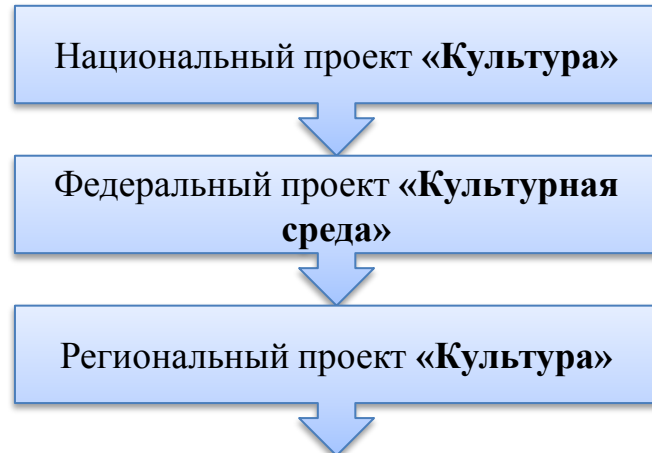 Национальный проект «Культура»
Федеральный проект «Культурная
среда»
Региональный проект «Культура»